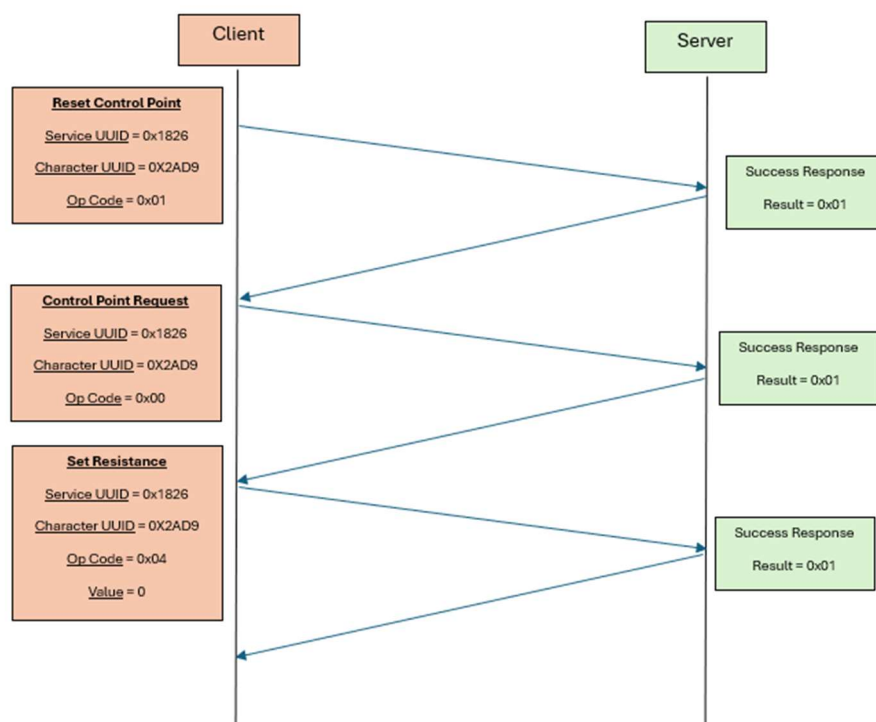 Client
Server
Reset Control Point
Service UUID = 0x1826
Character UUID = 0X2AD9
Op Code = 0x01
Success Response
Result = 0x01
Control Point Request
Service UUID = 0x1826
Character UUID = 0X2AD9
Op Code = 0x00
Success Response
Result = 0x01
Set Resistance
Service UUID = 0x1826
Character UUID = 0X2AD9
Op Code = 0x04
Value = 0
Success Response
Result = 0x01